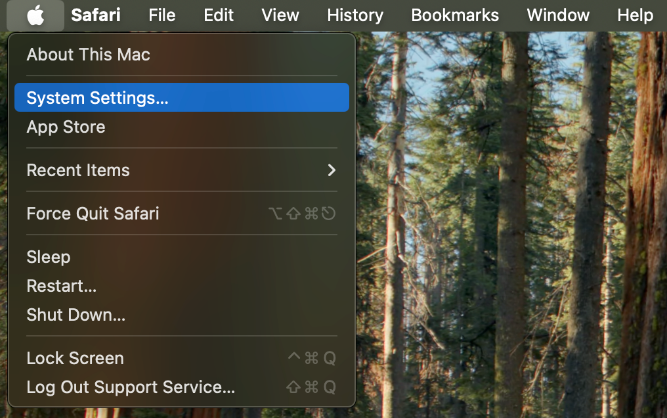 Safari File Edit View History Bookmarks Window Help
About This Mac
System Settings...
App Store
Recent Items
Force Quit Safari ⌥⇧⌘⎋
Sleep
Restart...
Shut Down...
Lock Screen ^⌘Q
Log Out Support Service... ⇧⌘Q